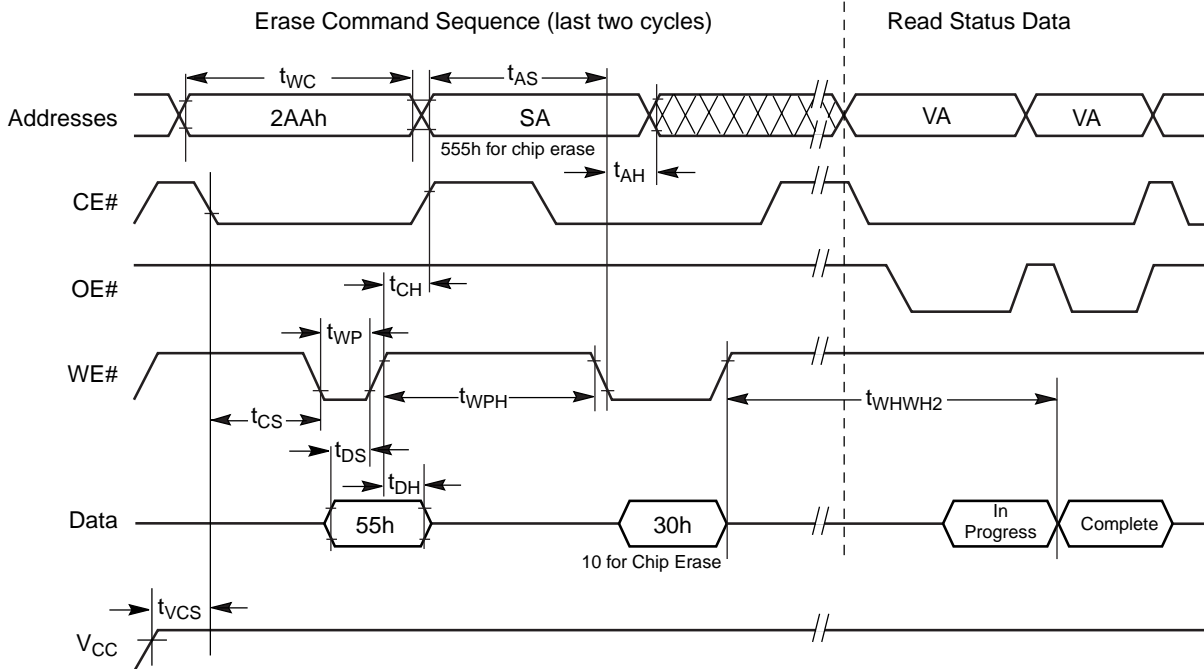 Erase Command Sequence (last two cycles)
Read Status Data
tWC
tAS
Addresses
2AAh
SA
VA
VA
555h for chip erase
tAH
CE#
OE#
tCH
tWP
WE#
tWPH
tWHWH2
tCS
tDS
tDH
Data
55h
30h
In
Progress
Complete
10 for Chip Erase
tVCS
VCC